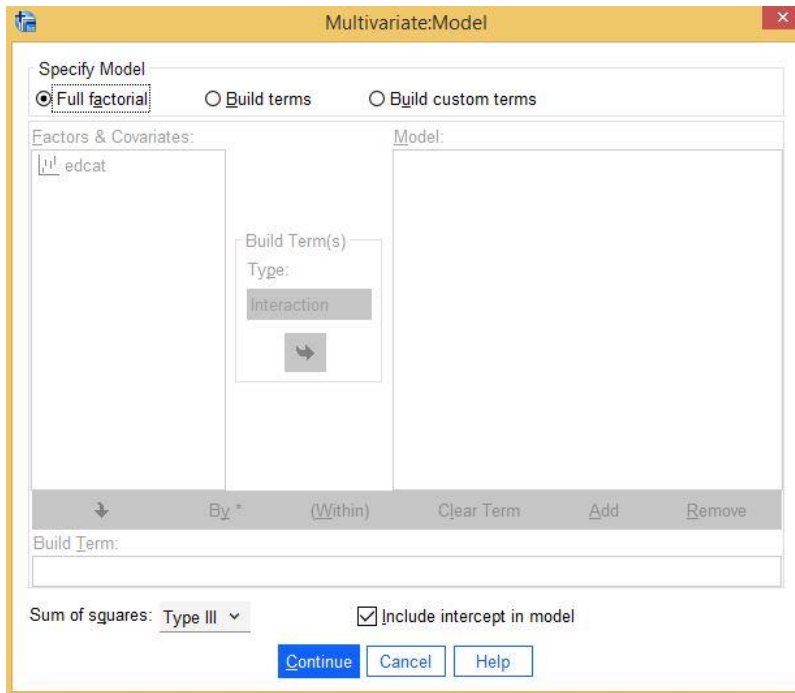 Multivariate:Model
Specify Model
Full factorial
Build terms
Build custom terms
Factors & Covariates:
Model:
edcat
Build Term(s)
Type:
Interaction
By *
(Within)
Clear Term
Add
Remove
Build Term:
Sum of squares: Type III
Include intercept in model
Continue
Cancel
Help